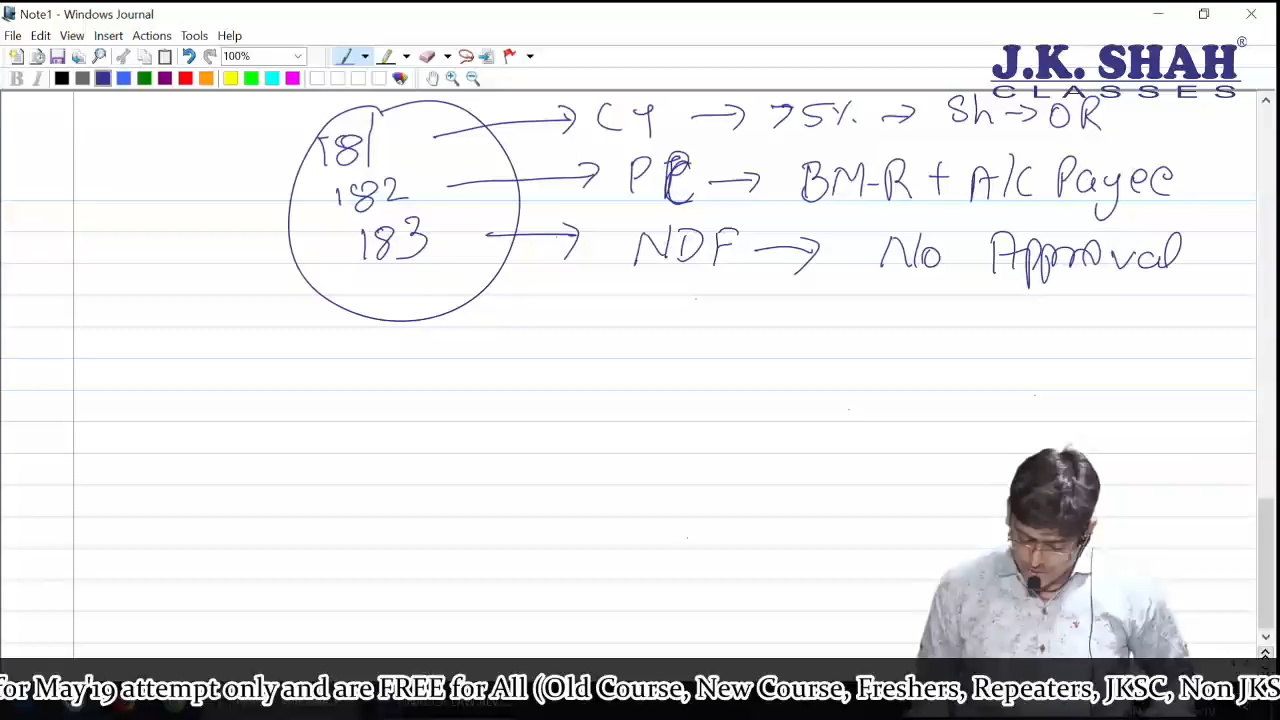 Note1 - Windows Journal
File Edit View Insert Actions Tools Help
100%
J.K. SHAH®
CLASSES
181 → C4 → 75% → Sh → OR
182 → PC → BM-R + A/C Payee
183 → NDF → No Approval
for May'19 attempt only and are FREE for All (Old Course, New Course, Freshers, Repeaters, JKSC, Non JKS